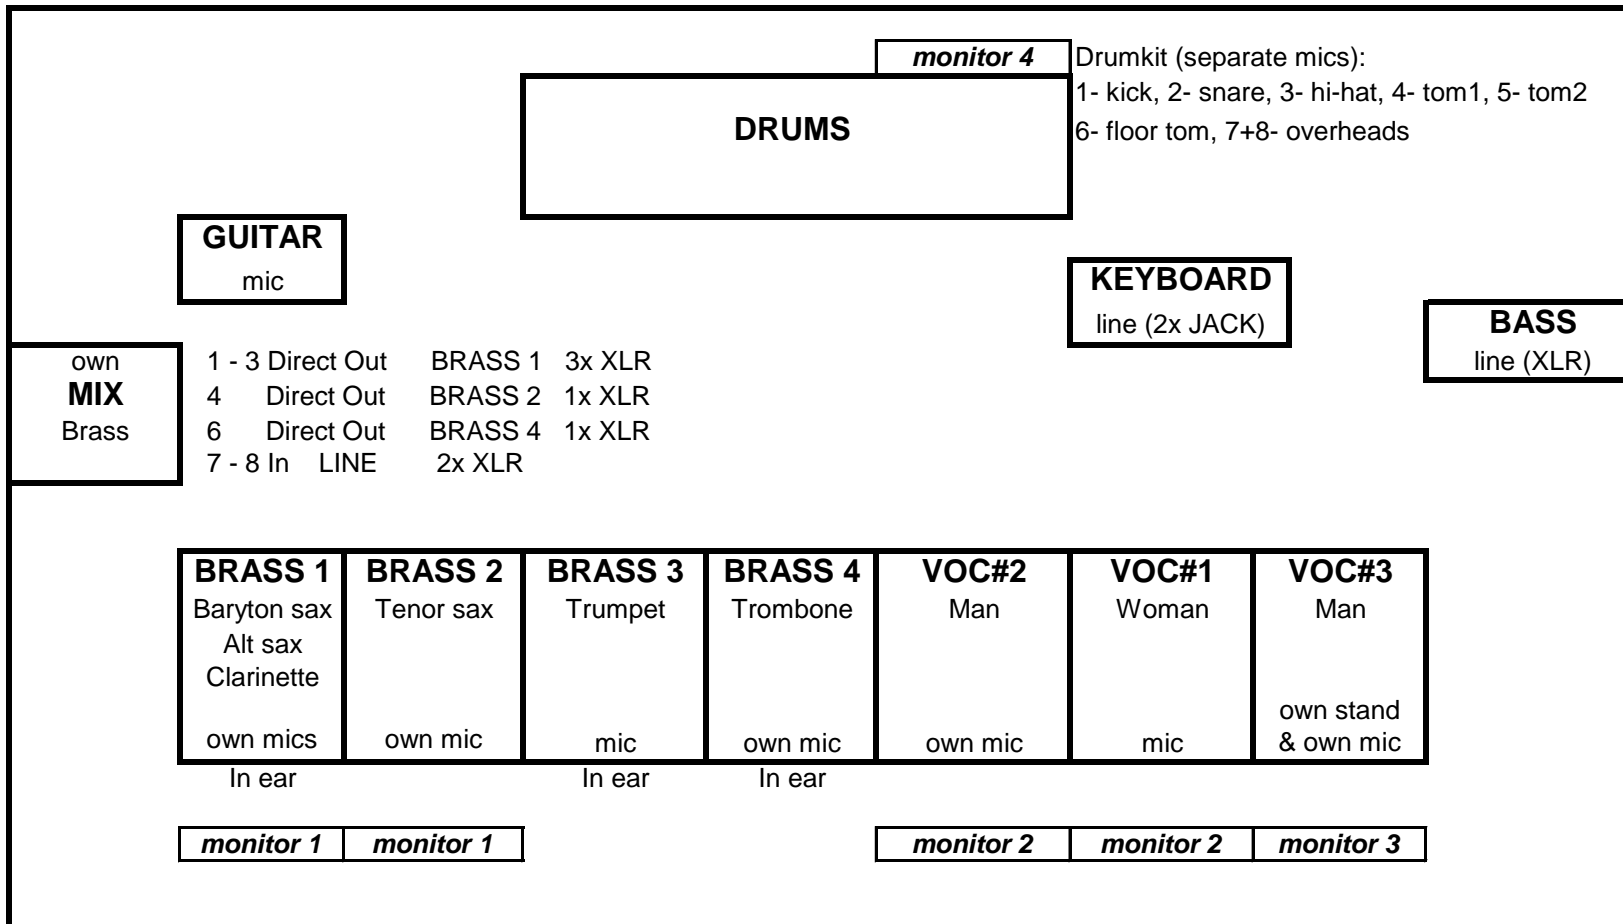 monitor 4
Drumkit (separate mics):
1- kick, 2- snare, 3- hi-hat, 4- tom1, 5- tom2
6- floor tom, 7+8- overheads
DRUMS
GUITAR
mic
KEYBOARD
line (2x JACK)
BASS
line (XLR)
own
MIX
Brass
1 - 3 Direct Out BRASS 1 3x XLR
4 Direct Out BRASS 2 1x XLR
6 Direct Out BRASS 4 1x XLR
7 - 8 In LINE 2x XLR
BRASS 1
Baryton sax
Alt sax
Clarinette
own mics
In ear
BRASS 2
Tenor sax
own mic
BRASS 3
Trumpet
mic
In ear
BRASS 4
Trombone
own mic
In ear
VOC#2
Man
own mic
VOC#1
Woman
mic
VOC#3
Man
own stand
& own mic
monitor 1
monitor 1
monitor 2
monitor 2
monitor 3